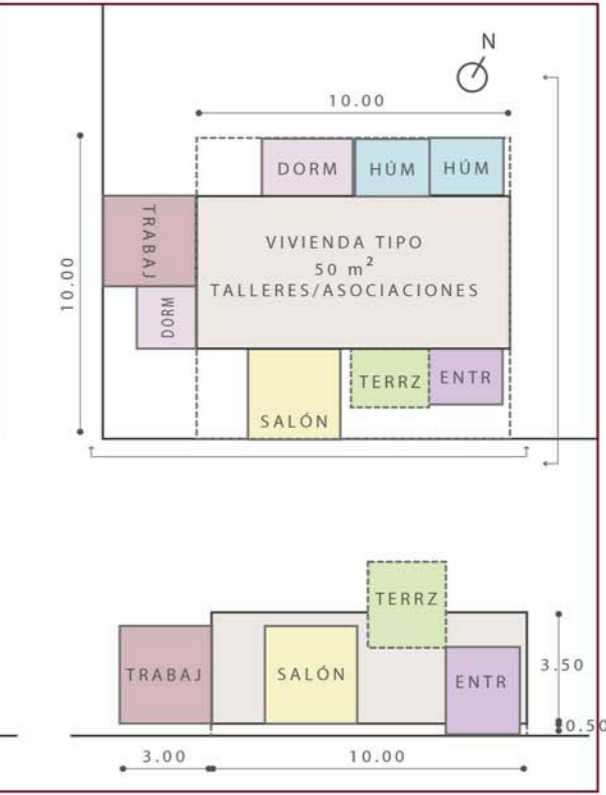 N
10.00
DORM
HÚM
HÚM
TRABAJ
VIVIENDA TIPO
50 m²
TALLERES/ASOCIACIONES
10.00
DORM
TERRZ
ENTR
SALÓN
TERRZ
TRABAJ
SALÓN
ENTR
3.50
0.50
3.00
10.00